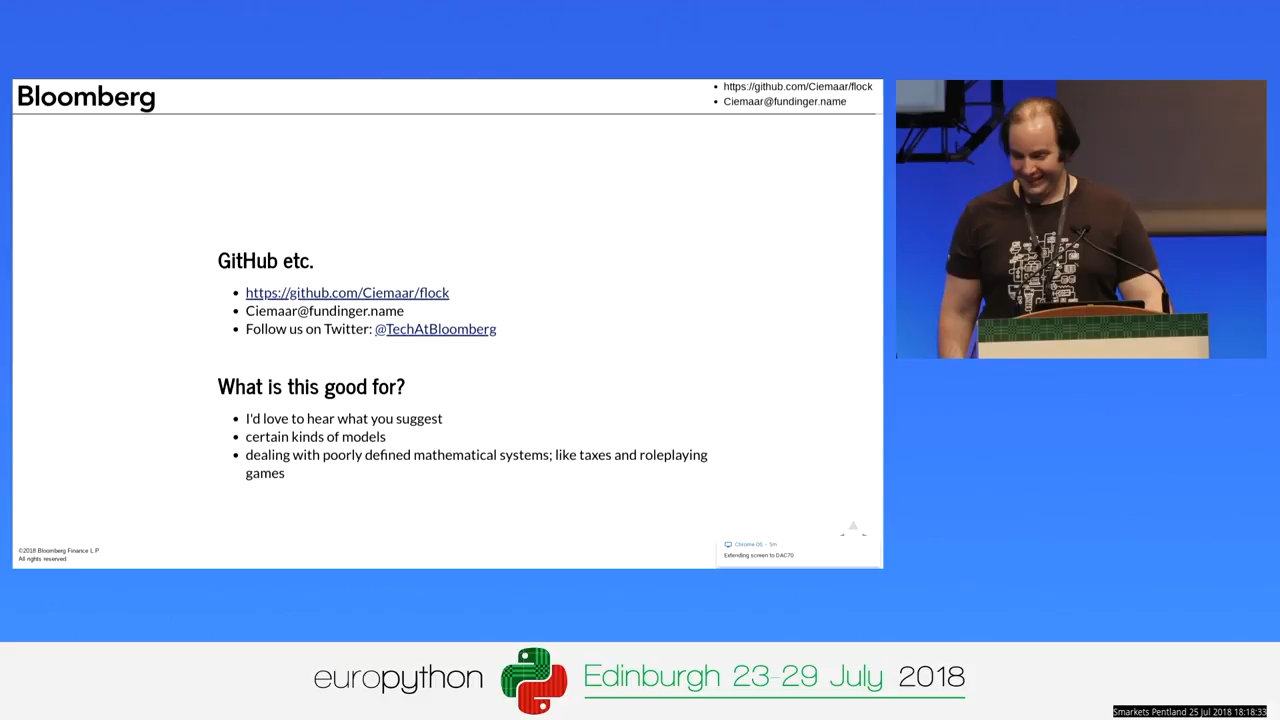 Bloomberg
https://github.com/Ciemaar/flock
Ciemaar@fundinger.name
GitHub etc.
https://github.com/Ciemaar/flock
Ciemaar@fundinger.name
Follow us on Twitter: @TechAtBloomberg
What is this good for?
I'd love to hear what you suggest
certain kinds of models
dealing with poorly defined mathematical systems; like taxes and roleplaying
games
©2018 Bloomberg Finance L.P
All rights reserved
Chrome OS · 5m
Extending screen to DAC70
europython Edinburgh 23-29 July 2018
Smarkets Pentland 25 Jul 2018 18:18:33